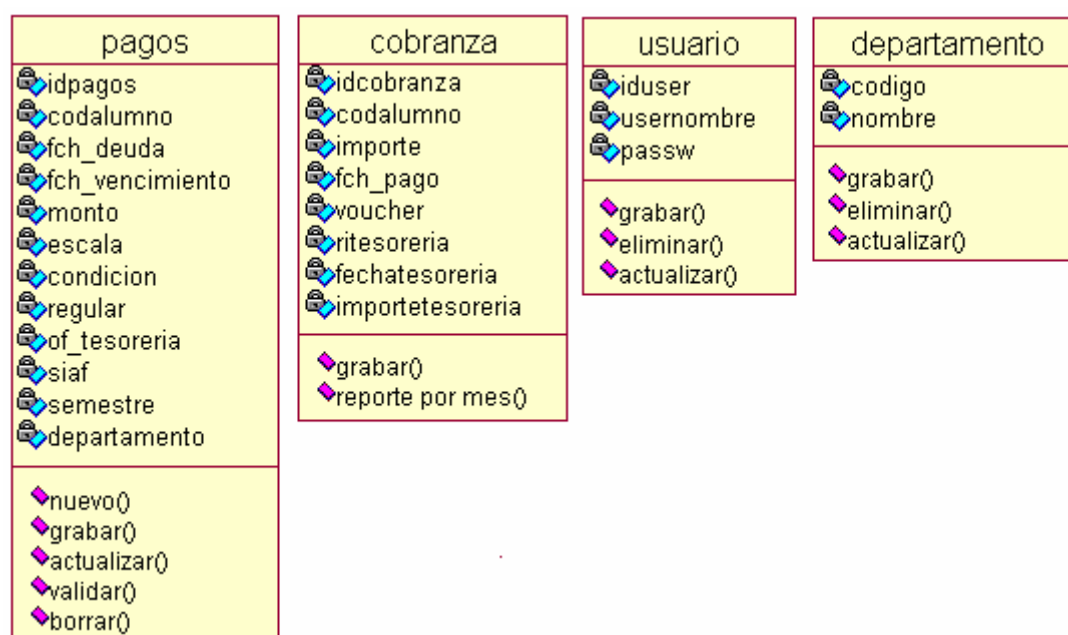 pagos
idpagos
codalumno
fch_deuda
fch_vencimiento
monto
escala
condicion
regular
of_tesoreria
siaf
semestre
departamento
nuevo()
grabar()
actualizar()
validar()
borrar()
cobranza
idcobranza
codalumno
importe
fch_pago
voucher
ritesoreria
fechatesoreria
importetesoreria
grabar()
reporte por mes()
usuario
iduser
usernombre
passw
grabar()
eliminar()
actualizar()
departamento
codigo
nombre
grabar()
eliminar()
actualizar()